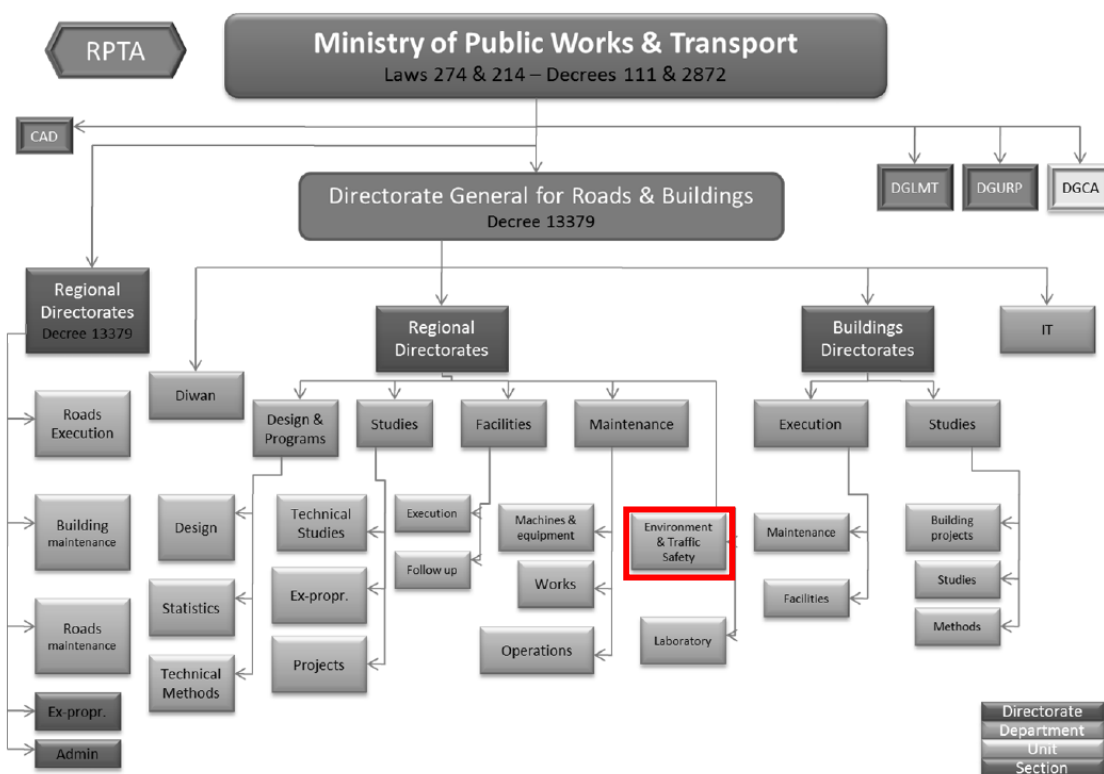 RPTA
Ministry of Public Works & Transport
Laws 274 & 214 – Decrees 111 & 2872
CAD
DGLMT
DGURP
DGCA
Directorate General for Roads & Buildings
Decree 13379
Regional
Directorates
Decree 13379
Regional
Directorates
Buildings
Directorates
IT
Diwan
Design &
Programs
Studies
Facilities
Maintenance
Execution
Studies
Roads
Execution
Building
maintenance
Roads
maintenance
Ex-propr.
Admin
Design
Statistics
Technical
Methods
Technical
Studies
Ex-propr.
Projects
Execution
Follow up
Machines &
equipment
Works
Operations
Environment
& Traffic
Safety
Laboratory
Maintenance
Facilities
Building
projects
Studies
Methods
Directorate
Department
Unit
Section